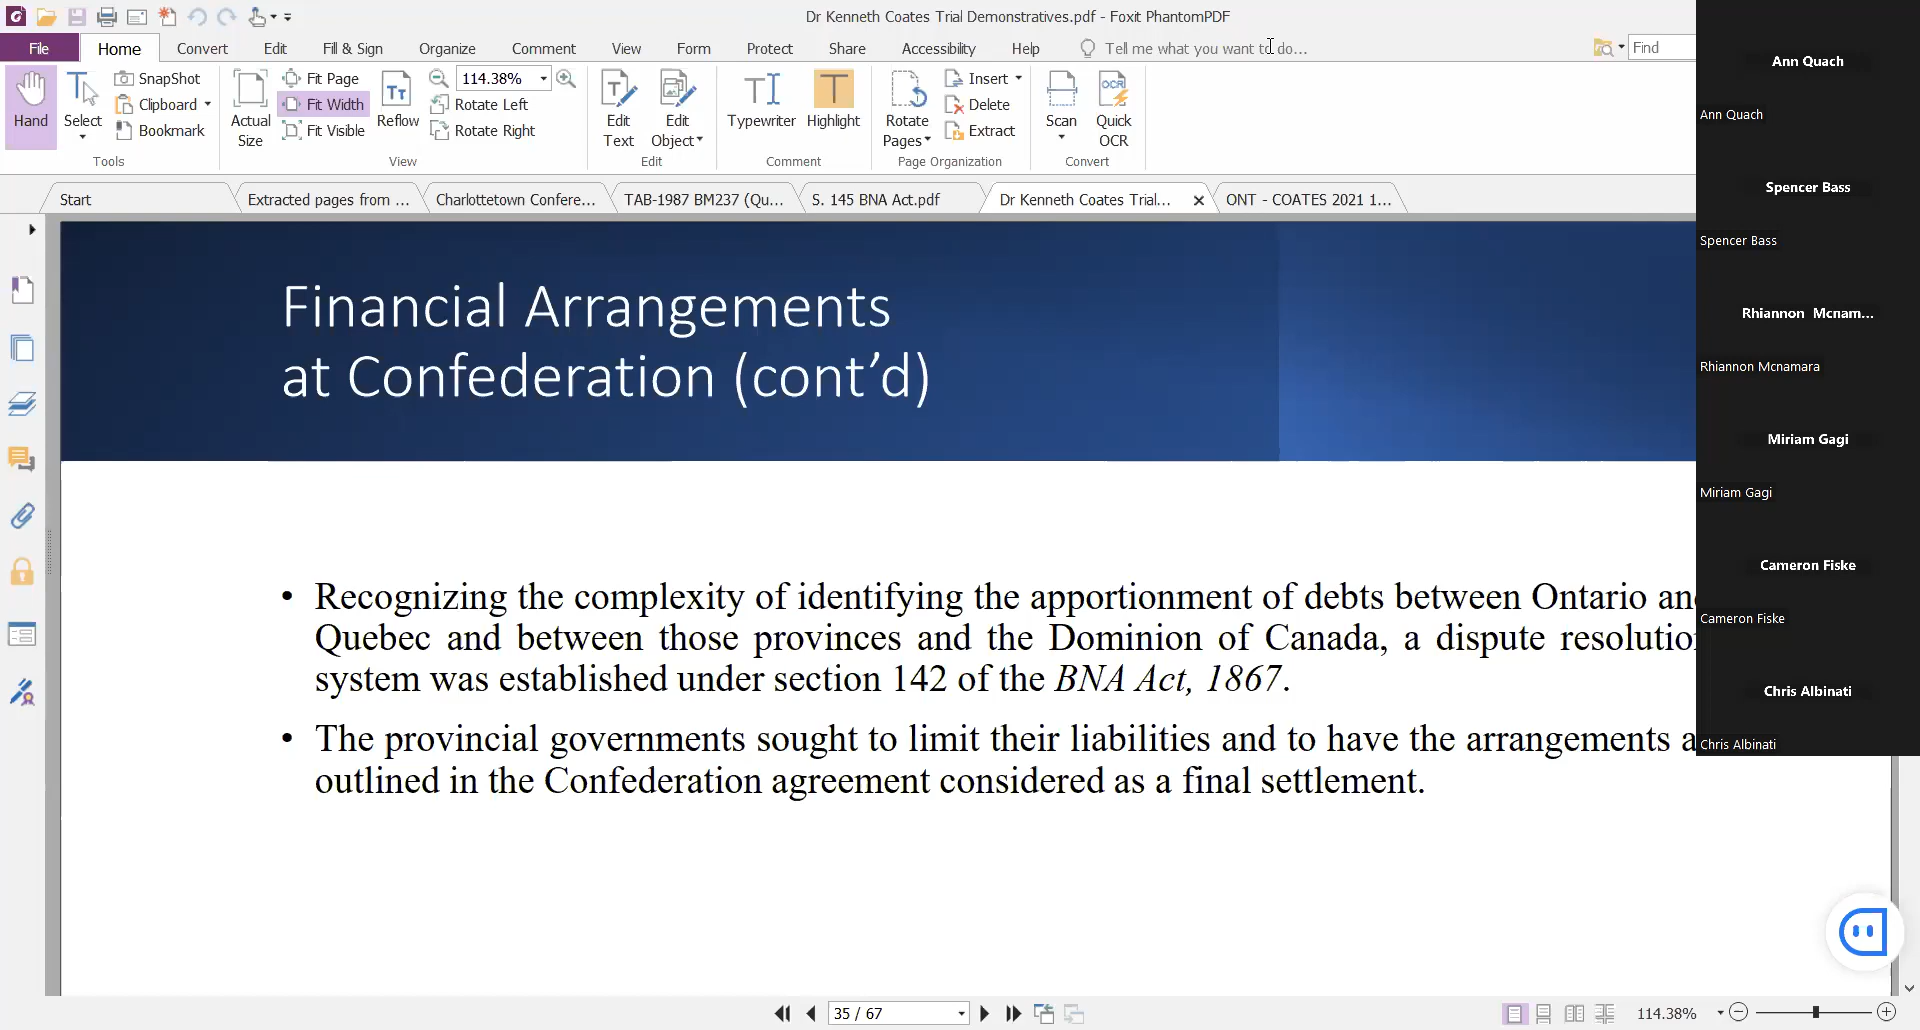 Dr Kenneth Coates Trial Demonstratives.pdf - Foxit PhantomPDF
File Home Convert Edit Fill & Sign Organize Comment View Form Protect Share Accessibility Help Tell me what you want to do... Find
Hand
Select
SnapShot
Clipboard
Bookmark
Tools
Actual Size
Fit Page
Fit Width
Fit Visible
Reflow
114.38%
Rotate Left
Rotate Right
View
Edit Text
Edit Object
Edit
Typewriter
Highlight
Comment
Rotate Pages
Insert
Delete
Extract
Page Organization
Scan
OCR
Quick OCR
Convert
Start
Extracted pages from ...
Charlottetown Confere...
TAB-1987 BM237 (Qu...
S. 145 BNA Act.pdf
Dr Kenneth Coates Trial...
ONT - COATES 2021 1...
Financial Arrangements
at Confederation (cont’d)
• Recognizing the complexity of identifying the apportionment of debts between Ontario
Quebec and between those provinces and the Dominion of Canada, a dispute
system was established under section 142 of the BNA Act, 1867.
• The provincial governments sought to limit their liabilities and to have the arrangements
outlined in the Confederation agreement considered as a final settlement.
Ann Quach
Ann Quach
Spencer Bass
Spencer Bass
Rhiannon Mcnam...
Rhiannon Mcnamara
Miriam Gagi
Miriam Gagi
Cameron Fiske
Cameron Fiske
Chris Albinati
Chris Albinati
35 / 67
114.38%